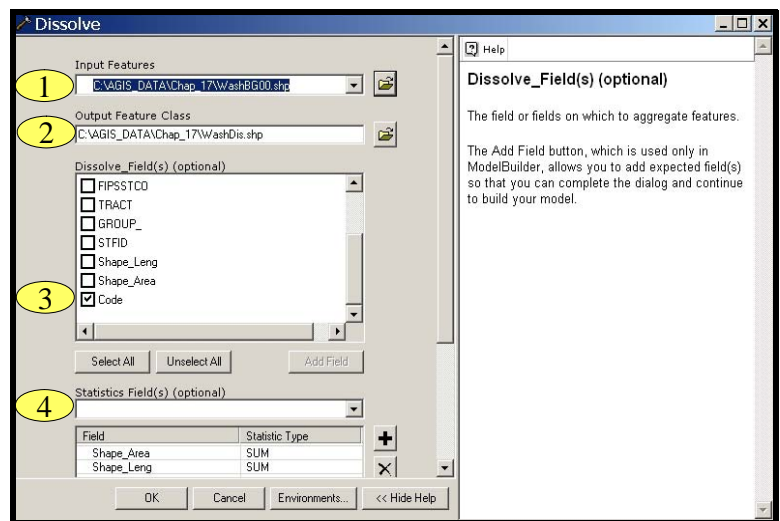 Dissolve
Input Features
1
C:\AGIS_DATA\Chap_17\WashBG00.shp
Output Feature Class
2
C:\AGIS_DATA\Chap_17\WashDis.shp
Dissolve_Field(s) (optional)
FIPSSTCO
TRACT
GROUP_
STFID
Shape_Leng
Shape_Area
3
Code
Select All
Unselect All
Add Field
Statistics Field(s) (optional)
4
Field Statistic Type
Shape_Area SUM
Shape_Leng SUM
OK
Cancel
Environments...
<< Hide Help
Help
Dissolve_Field(s) (optional)
The field or fields on which to aggregate features.
The Add Field button, which is used only in
ModelBuilder, allows you to add expected field(s)
so that you can complete the dialog and continue
to build your model.